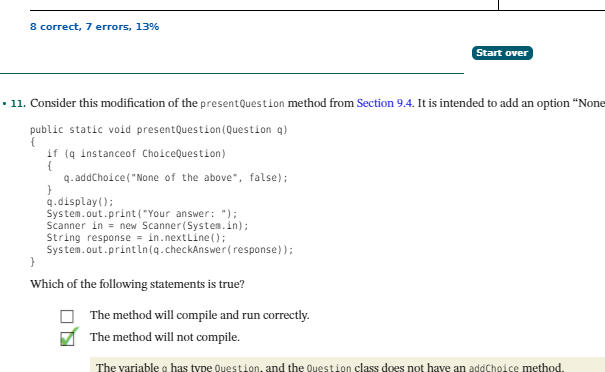 8 correct, 7 errors, 13%
Start over
• 11. Consider this modification of the presentQuestion method from Section 9.4. It is intended to add an option “None
public static void presentQuestion(Question q)
{
if (q instanceof ChoiceQuestion)
{
q.addChoice("None of the above", false);
}
q.display();
System.out.print("Your answer: ");
Scanner in = new Scanner(System.in);
String response = in.nextLine();
System.out.println(q.checkAnswer(response));
}
Which of the following statements is true?
The method will compile and run correctly.
The method will not compile.
The variable q has type Question, and the Question class does not have an addChoice method.